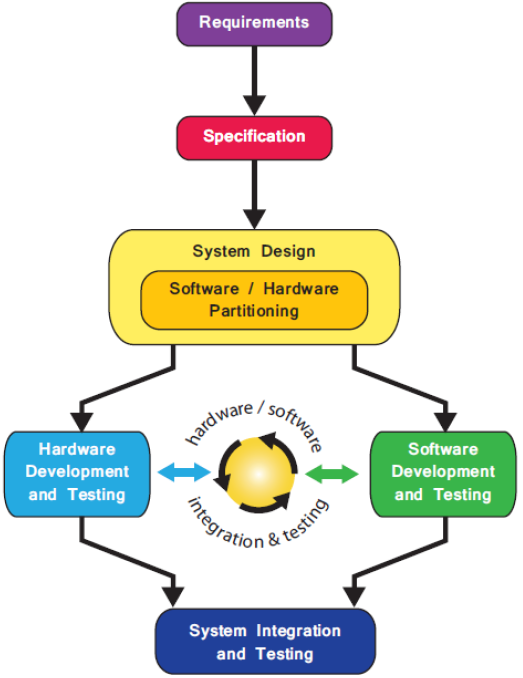 Requirements
Specification
System Design
Software / Hardware
Partitioning
hardware / software
Hardware
Development
and Testing
Software
Development
and Testing
integration & testing
System Integration
and Testing